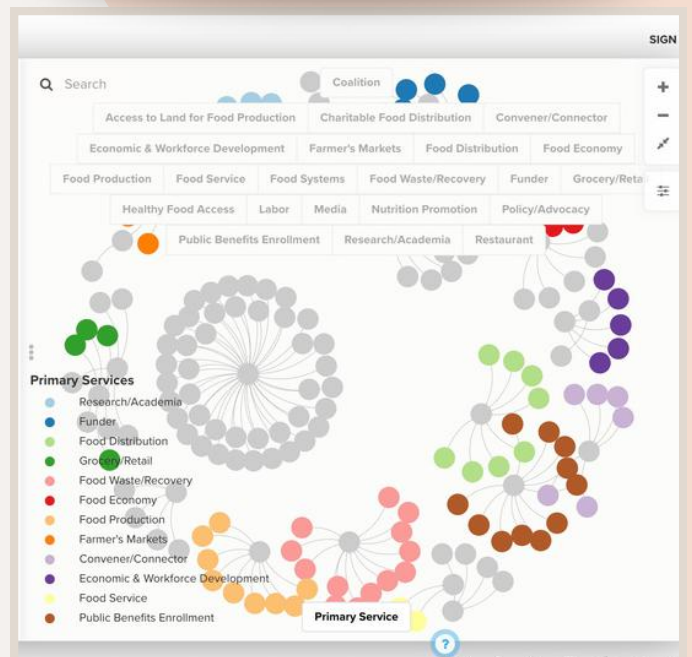 SIGN
Search
Coalition
Access to Land for Food Production Charitable Food Distribution Convener/Connector
Economic & Workforce Development Farmer's Markets Food Distribution Food Economy
Food Production Food Service Food Systems Food Waste/Recovery Funder Grocery/Reta
Healthy Food Access Labor Media Nutrition Promotion Policy/Advocacy
Public Benefits Enrollment Research/Academia Restaurant
Primary Services
Research/Academia
Funder
Food Distribution
Grocery/Retail
Food Waste/Recovery
Food Economy
Food Production
Farmer's Markets
Convener/Connector
Economic & Workforce Development
Food Service
Public Benefits Enrollment
Primary Service
?